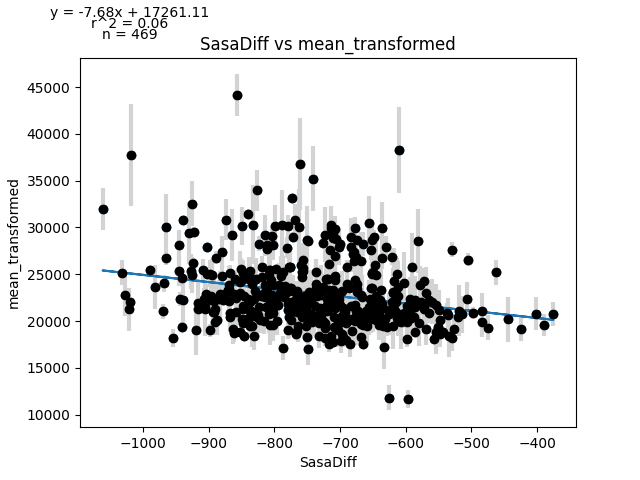 y = -7.68x + 17261.11
r^2 = 0.06
n = 469
SasaDiff vs mean_transformed
45000
40000
35000
30000
25000
20000
15000
10000
mean_transformed
−1000 −900 −800 −700 −600 −500 −400
SasaDiff